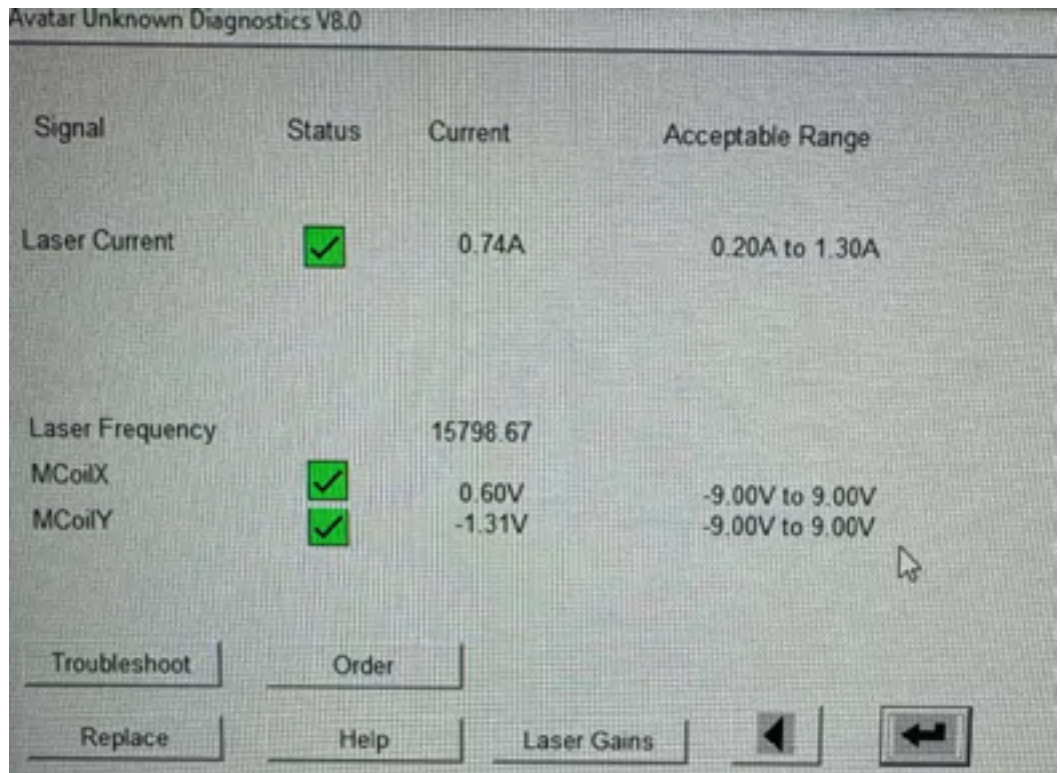 Avatar Unknown Diagnostics V8.0
Signal Status Current Acceptable Range
Laser Current 0.74A 0.20A to 1.30A
Laser Frequency 15798.67
MCoilX 0.60V -9.00V to 9.00V
MCoilY -1.31V -9.00V to 9.00V
Troubleshoot Order
Replace Help Laser Gains